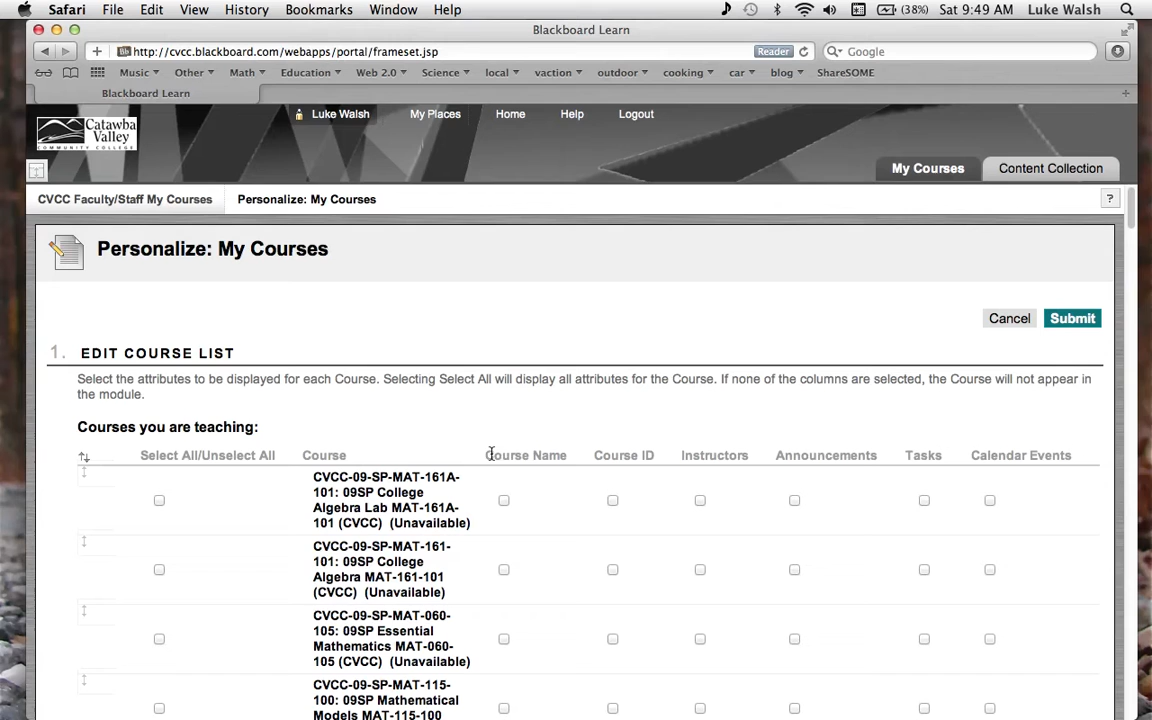 Safari File Edit View History Bookmarks Window Help (38%) Sat 9:49 AM Luke Walsh
Blackboard Learn
http://cvcc.blackboard.com/webapps/portal/frameset.jsp Reader Google
Music Other Math Education Web 2.0 Science local vaction outdoor cooking car blog ShareSOME
Blackboard Learn
Catawba
Valley
COMMUNITY COLLEGE
Luke Walsh My Places Home Help Logout
My Courses Content Collection
CVCC Faculty/Staff My Courses Personalize: My Courses ?
Personalize: My Courses
Cancel Submit
1. EDIT COURSE LIST
Select the attributes to be displayed for each Course. Selecting Select All will display all attributes for the Course. If none of the columns are selected, the Course will not appear in
the module.
Courses you are teaching:
Select All/Unselect All Course Course Name Course ID Instructors Announcements Tasks Calendar Events
CVCC-09-SP-MAT-161A-
101: 09SP College
Algebra Lab MAT-161A-
101 (CVCC) (Unavailable)
CVCC-09-SP-MAT-161-
101: 09SP College
Algebra MAT-161-101
(CVCC) (Unavailable)
CVCC-09-SP-MAT-060-
105: 09SP Essential
Mathematics MAT-060-
105 (CVCC) (Unavailable)
CVCC-09-SP-MAT-115-
100: 09SP Mathematical
Models MAT-115-100